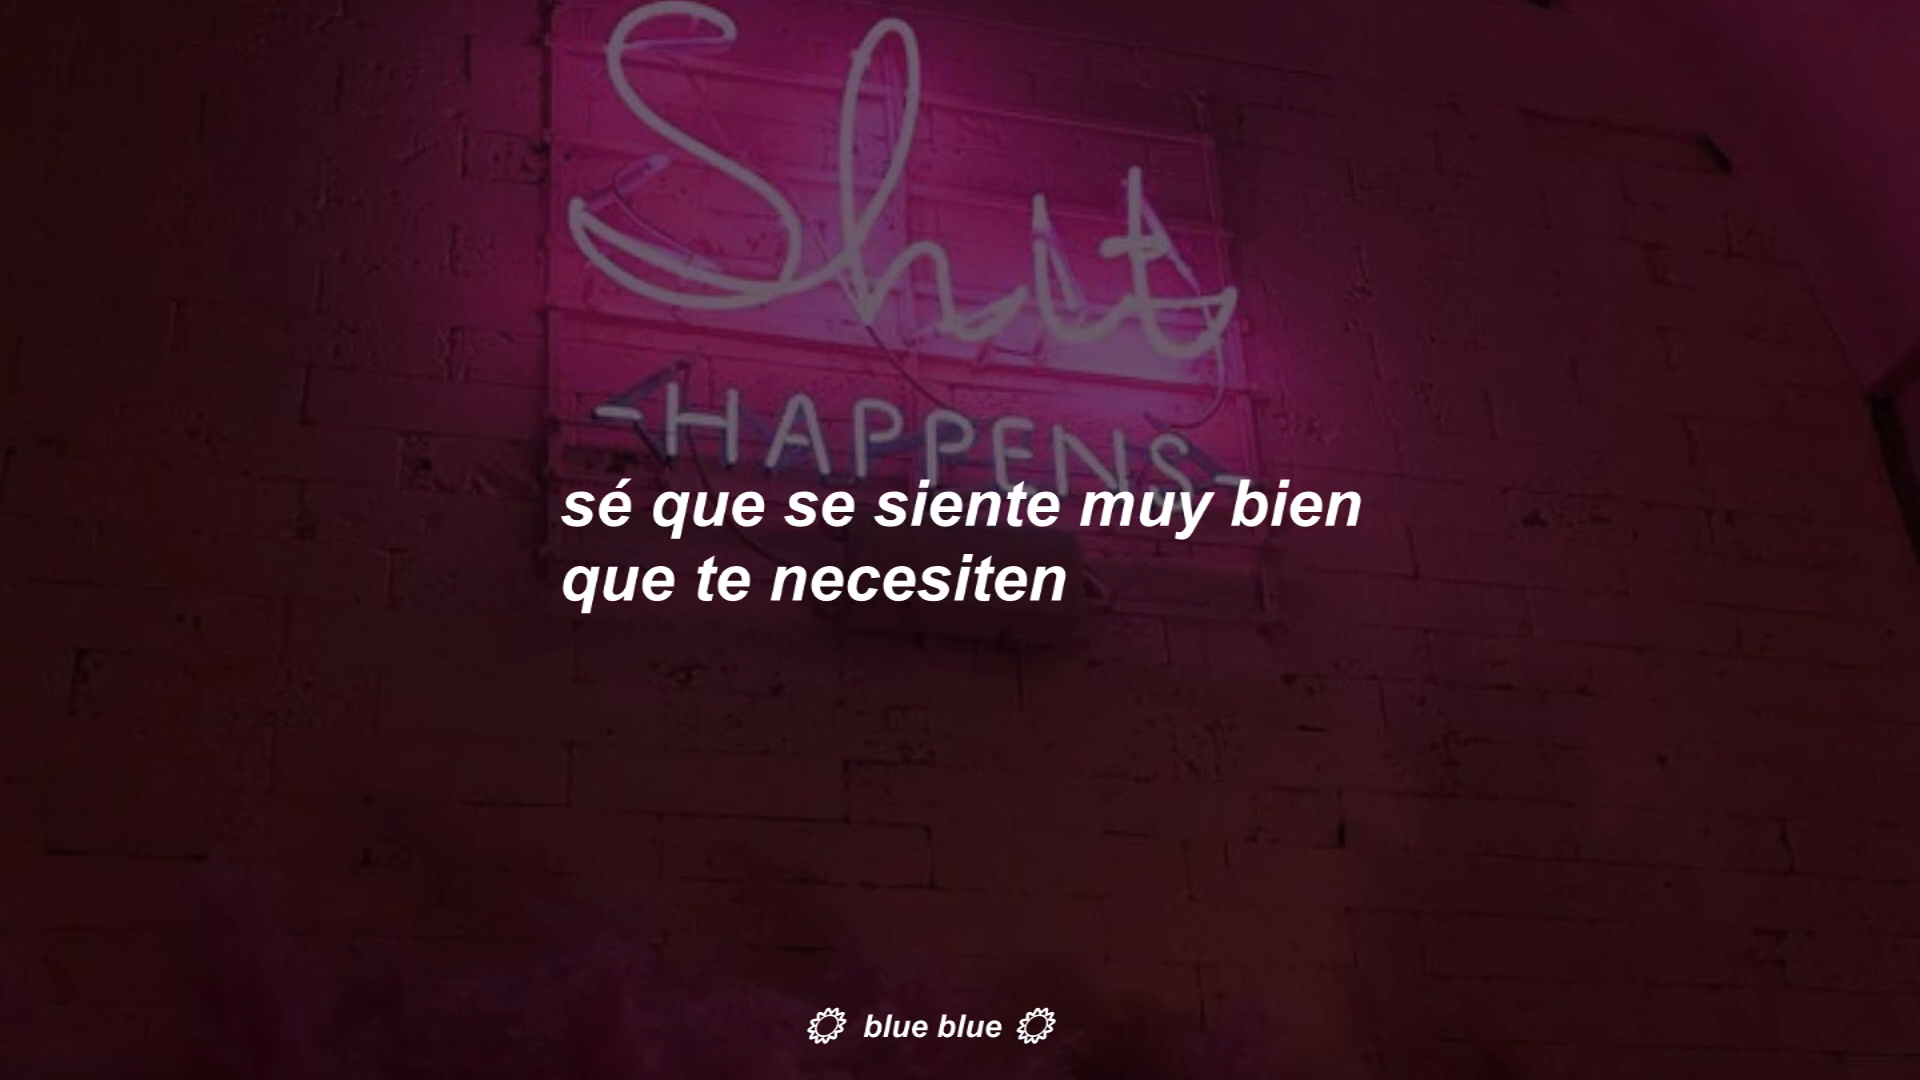 Shit
-HAPPENS-
sé que se siente muy bien
que te necesiten
blue blue